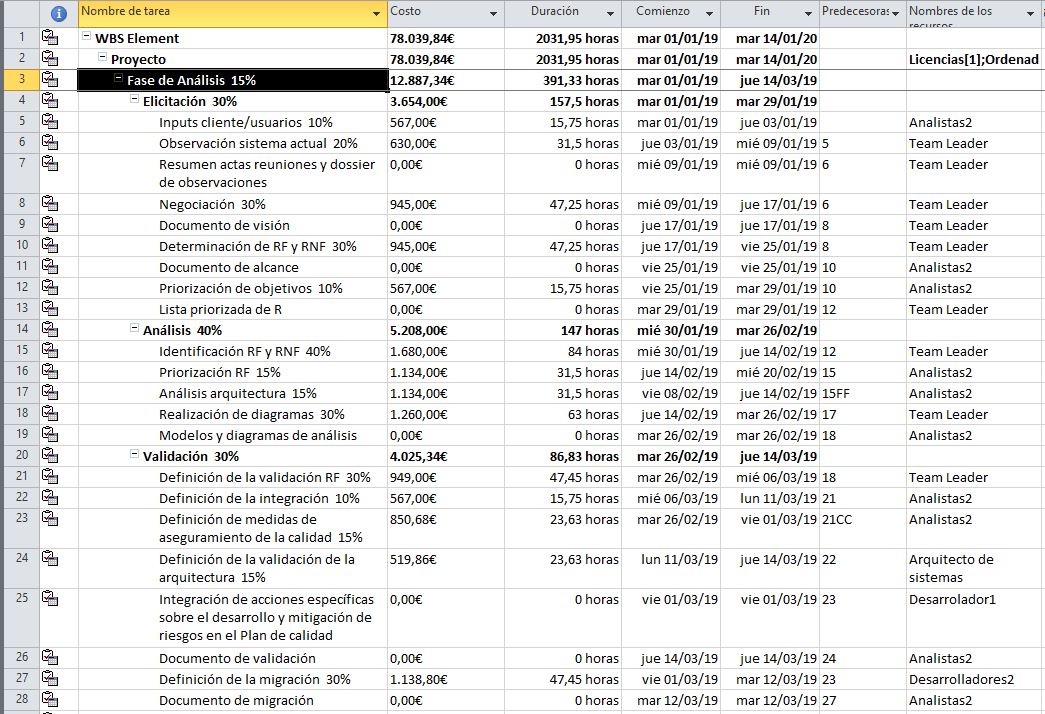 Nombre de tarea Costo Duración Comienzo Fin Predecesoras Nombres de los recursos
1 WBS Element 78.039,84€ 2031,95 horas mar 01/01/19 mar 14/01/20
2 Proyecto 78.039,84€ 2031,95 horas mar 01/01/19 mar 14/01/20 Licencias[1];Ordenad
3 Fase de Análisis 15% 12.887,34€ 391,33 horas mar 01/01/19 jue 14/03/19
4 Elicitación 30% 3.654,00€ 157,5 horas mar 01/01/19 mar 29/01/19
5 Inputs cliente/usuarios 10% 567,00€ 15,75 horas mar 01/01/19 jue 03/01/19 Analistas2
6 Observación sistema actual 20% 630,00€ 31,5 horas jue 03/01/19 mié 09/01/19 5 Team Leader
7 Resumen actas reuniones y dossier 0,00€ 0 horas mié 09/01/19 mié 09/01/19 6 Team Leader
de observaciones
8 Negociación 30% 945,00€ 47,25 horas mié 09/01/19 jue 17/01/19 6 Team Leader
9 Documento de visión 0,00€ 0 horas jue 17/01/19 jue 17/01/19 8 Team Leader
10 Determinación de RF y RNF 30% 945,00€ 47,25 horas jue 17/01/19 vie 25/01/19 8 Team Leader
11 Documento de alcance 0,00€ 0 horas vie 25/01/19 vie 25/01/19 10 Analistas2
12 Priorización de objetivos 10% 567,00€ 15,75 horas vie 25/01/19 mar 29/01/19 10 Analistas2
13 Lista priorizada de R 0,00€ 0 horas mar 29/01/19 mar 29/01/19 12 Team Leader
14 Análisis 40% 5.208,00€ 147 horas mié 30/01/19 mar 26/02/19
15 Identificación RF y RNF 40% 1.680,00€ 84 horas mié 30/01/19 jue 14/02/19 12 Team Leader
16 Priorización RF 15% 1.134,00€ 31,5 horas jue 14/02/19 mié 20/02/19 15 Analistas2
17 Análisis arquitectura 15% 1.134,00€ 31,5 horas vie 08/02/19 jue 14/02/19 15FF Analistas2
18 Realización de diagramas 30% 1.260,00€ 63 horas jue 14/02/19 mar 26/02/19 17 Team Leader
19 Modelos y diagramas de análisis 0,00€ 0 horas mar 26/02/19 mar 26/02/19 18 Analistas2
20 Validación 30% 4.025,34€ 86,83 horas mar 26/02/19 jue 14/03/19
21 Definición de la validación RF 30% 949,00€ 47,45 horas mar 26/02/19 mié 06/03/19 18 Team Leader
22 Definición de la integración 10% 567,00€ 15,75 horas mié 06/03/19 lun 11/03/19 21 Analistas2
23 Definición de medidas de 850,68€ 23,63 horas mar 26/02/19 vie 01/03/19 21CC Analistas2
aseguramiento de la calidad 15%
24 Definición de la validación de la 519,86€ 23,63 horas lun 11/03/19 jue 14/03/19 22 Arquitecto de
arquitectura 15% sistemas
25 Integración de acciones específicas 0,00€ 0 horas vie 01/03/19 vie 01/03/19 23 Desarrolador1
sobre el desarrollo y mitigación de
riesgos en el Plan de calidad
26 Documento de validación 0,00€ 0 horas jue 14/03/19 jue 14/03/19 24 Analistas2
27 Definición de la migración 30% 1.138,80€ 47,45 horas vie 01/03/19 mar 12/03/19 23 Desarrolladores2
28 Documento de migración 0,00€ 0 horas mar 12/03/19 mar 12/03/19 27 Analistas2